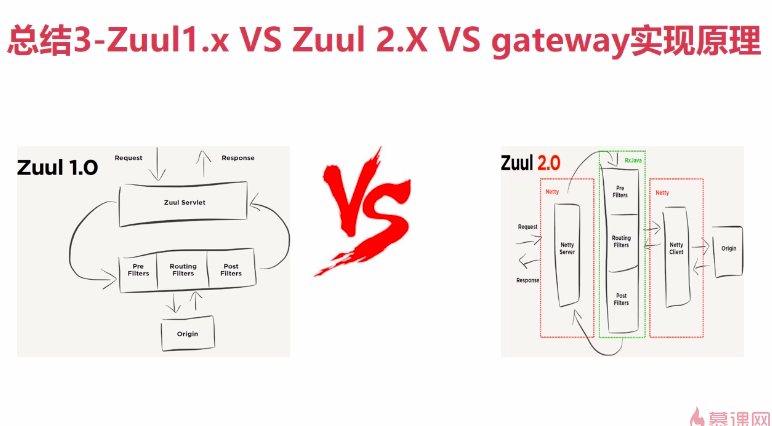 总结3-Zuul1.x VS Zuul 2.X VS gateway实现原理
Zuul 1.0
Request
Response
Zuul Servlet
Pre
Filters
Routing
Filters
Post
Filters
Origin
VS
Zuul 2.0
RxJava
Netty
Netty
Pre
Filters
Request
Netty
Server
Routing
Filters
Netty
Client
Origin
Response
Post
Filters
慕课网